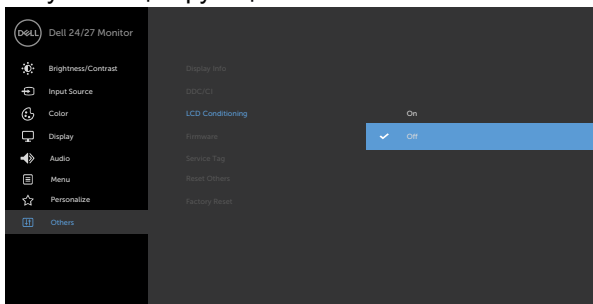 DELL
Dell 24/27 Monitor
Brightness/Contrast
Display Info
Input Source
DDC/CI
Color
LCD Conditioning
On
Display
Firmware
Off
Audio
Service Tag
Menu
Reset Others
Personalize
Factory Reset
Others